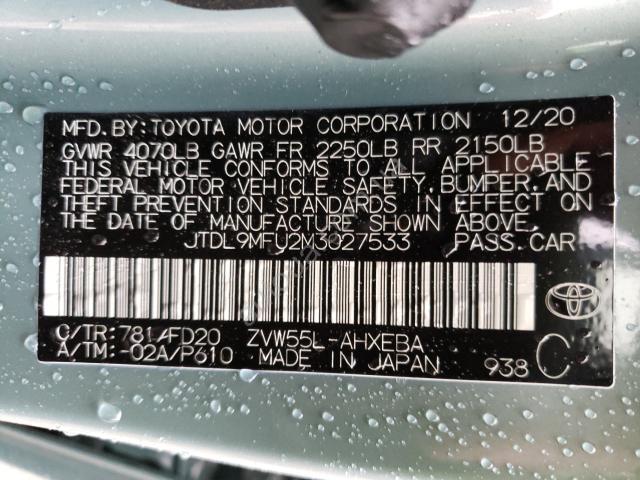 MFD. BY: TOYOTA MOTOR CORPORATION 12/20
GVWR 4070LB GAWR FR 2250LB RR 2150LB
THIS VEHICLE CONFORMS TO ALL APPLICABLE
FEDERAL MOTOR VEHICLE SAFETY, BUMPER, AND
THEFT PREVENTION STANDARDS IN EFFECT ON
THE DATE OF MANUFACTURE SHOWN ABOVE.
JTDL9MFU2M3027533 PASS. CAR
C/TR: 781/FD20 ZVW55L-AHXEBA
A/TM: -02A/P610 MADE IN JAPAN 938 C